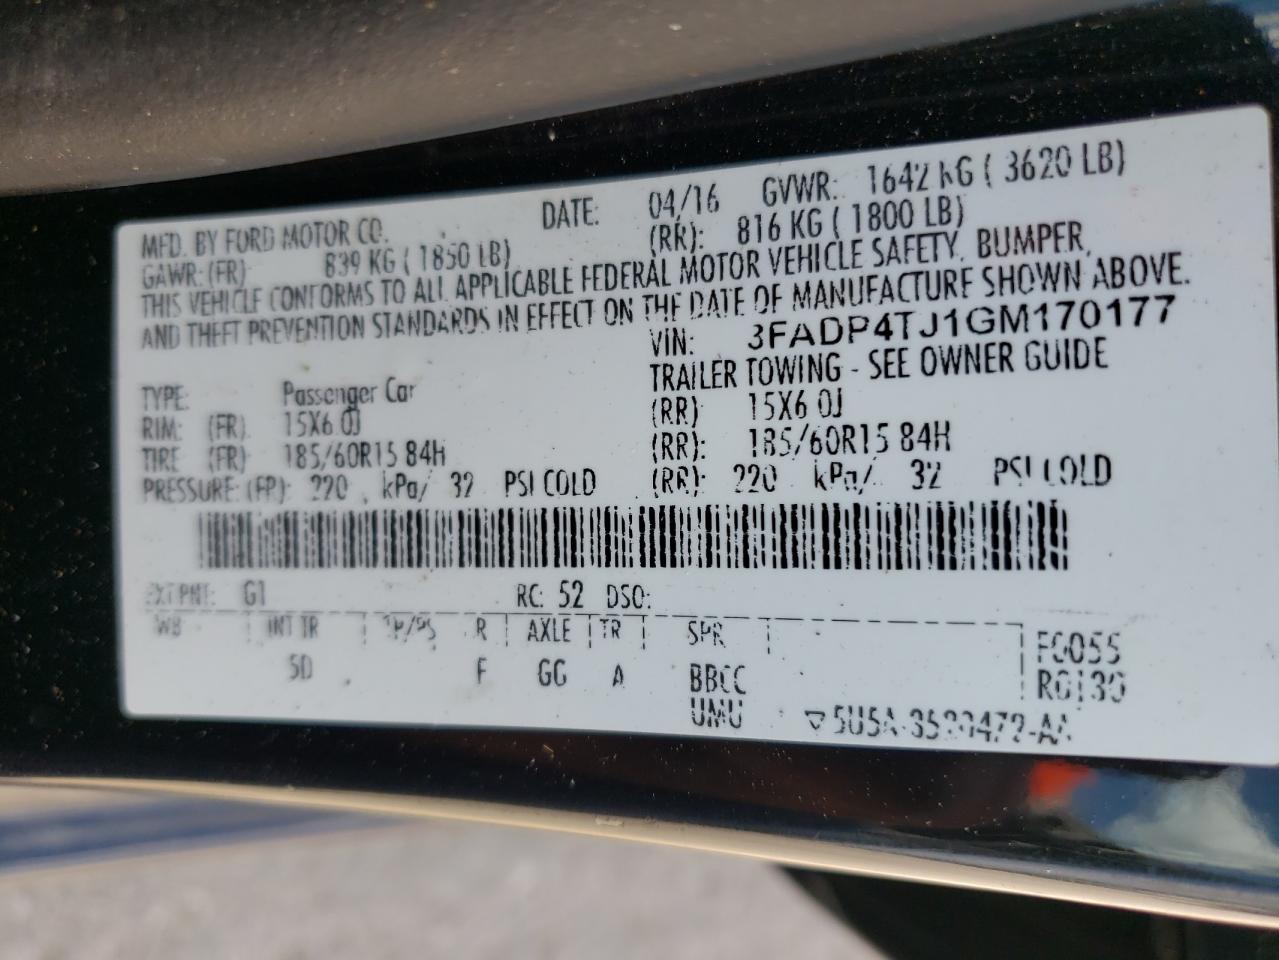 MFD. BY FORD MOTOR CO. DATE: 04/16 GVWR: 1642 KG ( 3620 LB)
GAWR: (FR) 839 KG ( 1850 LB) (RR): 816 KG ( 1800 LB)
THIS VEHICLE CONFORMS TO ALL APPLICABLE FEDERAL MOTOR VEHICLE SAFETY, BUMPER,
AND THEFT PREVENTION STANDARDS IN EFFECT ON THE DATE OF MANUFACTURE SHOWN ABOVE.
VIN: 3FADP4TJ1GM170177
TYPE: Passenger Car TRAILER TOWING - SEE OWNER GUIDE
RIM: (FR) 15X6.0J (RR) 15X6.0J
TIRE (FR) 185/60R15 84H (RR): 185/60R15 84H
PRESSURE: (FR) 220 kPa/ 32 PSI COLD (RR): 220 kPa/ 32 PSI COLD
EXT PNT: G1 RC: 52 DSO:
WB INT TR TP/PS R AXLE TR SPR
5D F GG A BBCC
UMU